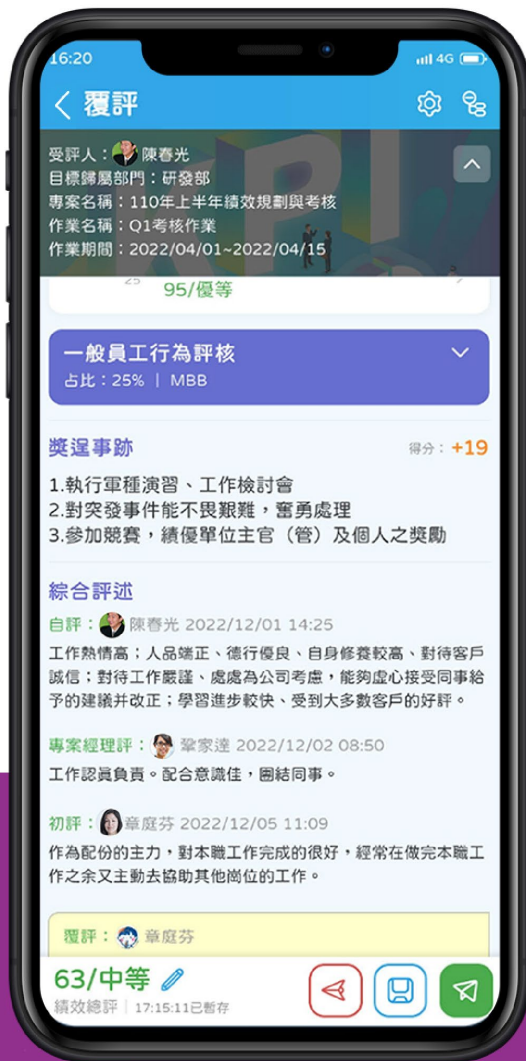 16:20
4G
覆評
受評人：陳春光
目標歸屬部門：研發部
專案名稱：110年上半年績效規劃與考核
作業名稱：Q1考核作業
作業期間：2022/04/01~2022/04/15
KPI
25
95/優等
一般員工行為評核
占比：25% | MBB
獎逞事跡
得分：+19
1.執行軍種演習、工作檢討會
2.對突發事件能不畏艱難，奮勇處理
3.參加競賽，績優單位主官（管）及個人之獎勵
綜合評述
自評：陳春光 2022/12/01 14:25
工作熱情高；人品端正、德行優良、自身修養較高、對待客戶
誠信；對待工作嚴謹、處處為公司考慮，能夠虛心接受同事給
予的建議并改正；學習進步較快、受到大多數客戶的好評。
專案經理評：鞏家達 2022/12/02 08:50
工作認真負責。配合意識佳，圈結同事。
初評：章庭芬 2022/12/05 11:09
作為配份的主力，對本職工作完成的很好，經常在做完本職工
作之余又主動去協助其他崗位的工作。
覆評：章庭芬
63/中等
績效總評 | 17:15:11已暫存